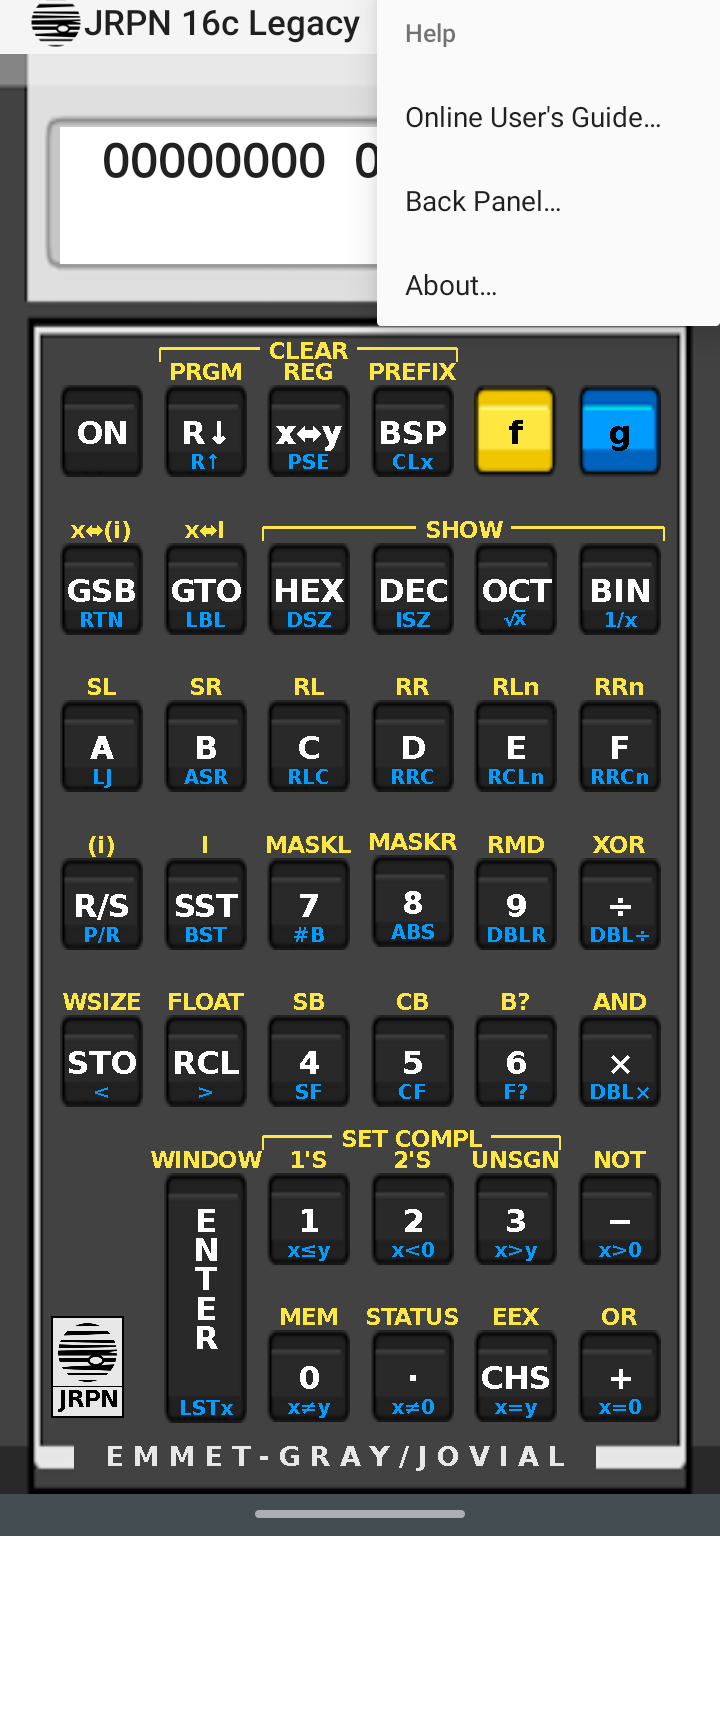 JRPN 16c Legacy
Help
Online User's Guide...
Back Panel...
About...
00000000 0
CLEAR
PRGM REG PREFIX
ON R↓ x⬌y BSP f g
R↑ PSE CLx
x⬌(i) x⬌I SHOW
GSB GTO HEX DEC OCT BIN
RTN LBL DSZ ISZ √x 1/x
SL SR RL RR RLn RRn
A B C D E F
LJ ASR RLC RRC RCLn RRCn
(i) I MASKL MASKR RMD XOR
R/S SST 7 8 9 ÷
P/R BST #B ABS DBLR DBL÷
WSIZE FLOAT SB CB B? AND
STO RCL 4 5 6 ×
< > SF CF F? DBL×
SET COMPL
WINDOW 1'S 2'S UNSGN NOT
ENTER 1 2 3 −
x≤y x<0 x>y x>0
MEM STATUS EEX OR
0 · CHS +
JRPN
LSTx x≠y x≠0 x=y x=0
EMMET-GRAY/JOVIAL